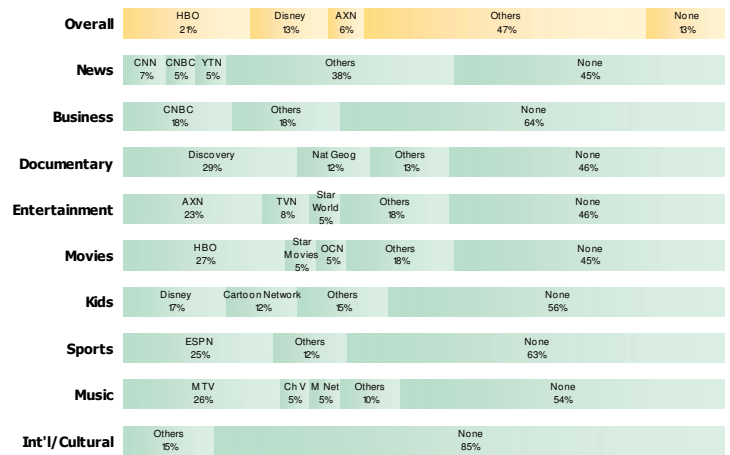 Overall
HBO Disney AXN Others None
21% 13% 6% 47% 13%
News
CNN CNBC YTN Others None
7% 5% 5% 38% 45%
Business
CNBC Others None
18% 18% 64%
Documentary
Discovery Nat Geog Others None
29% 12% 13% 46%
Entertainment
AXN TVN Star World Others None
23% 8% 5% 18% 46%
Movies
HBO Star Movies OCN Others None
27% 5% 5% 18% 45%
Kids
Disney Cartoon Network Others None
17% 12% 15% 56%
Sports
ESPN Others None
25% 12% 63%
Music
MTV Ch V M Net Others None
26% 5% 5% 10% 54%
Int'l/Cultural
Others None
15% 85%